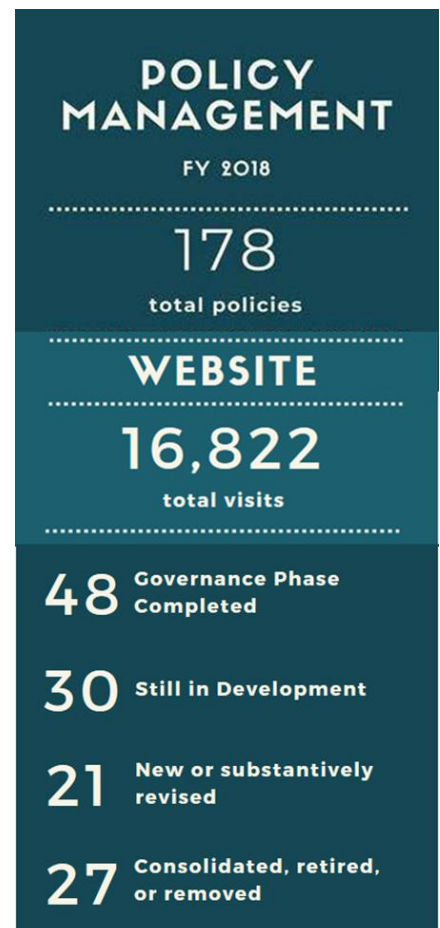 POLICY
MANAGEMENT
FY 2018
178
total policies
WEBSITE
16,822
total visits
48 Governance Phase
Completed
30 Still in Development
21 New or substantively
revised
27 Consolidated, retired,
or removed